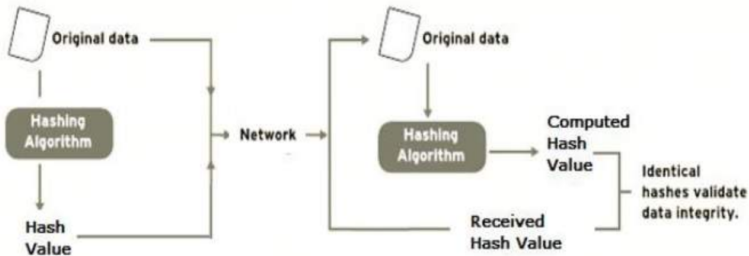 Original data
Hashing
Algorithm
Hash
Value
Network
Original data
Hashing
Algorithm
Computed
Hash
Value
Received
Hash Value
Identical
hashes validate
data integrity.